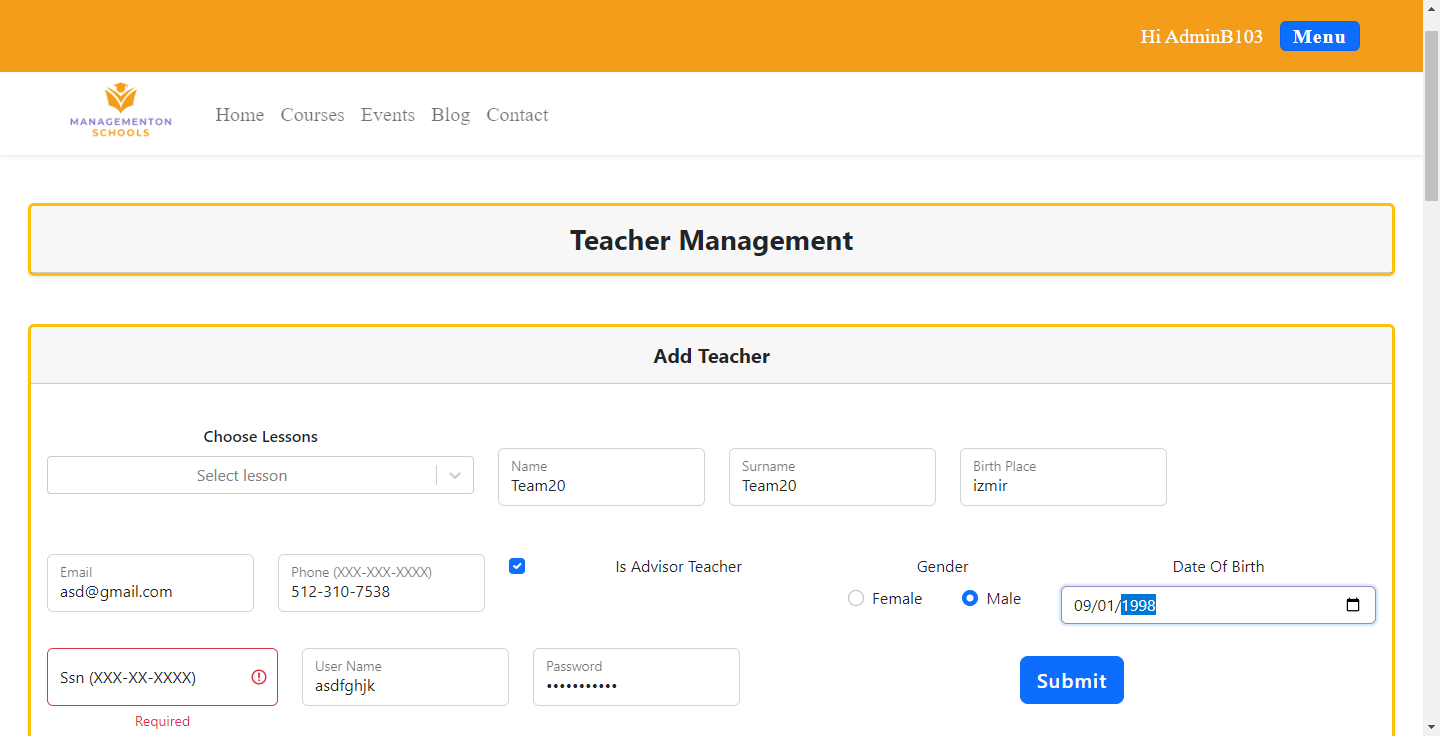 Hi AdminB103 Menu
MANAGEMENTON
SCHOOLS
Home Courses Events Blog Contact
Teacher Management
Add Teacher
Choose Lessons
Select lesson
Name
Team20
Surname
Team20
Birth Place
izmir
Email
asd@gmail.com
Phone (XXX-XXX-XXXX)
512-310-7538
Is Advisor Teacher
Gender
Female Male
Date Of Birth
09/01/1998
Ssn (XXX-XX-XXXX)
Required
User Name
asdfghjk
Password
•••••••••••
Submit